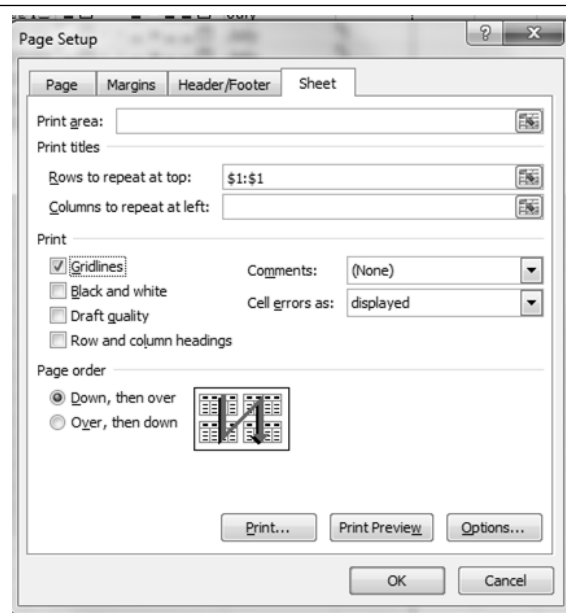 Page Setup
Page Margins Header/Footer Sheet
Print area:
Print titles
Rows to repeat at top: $1:$1
Columns to repeat at left:
Print
Gridlines Comments: (None)
Black and white Cell errors as: displayed
Draft quality
Row and column headings
Page order
Down, then over
Over, then down
Print... Print Preview Options...
OK Cancel